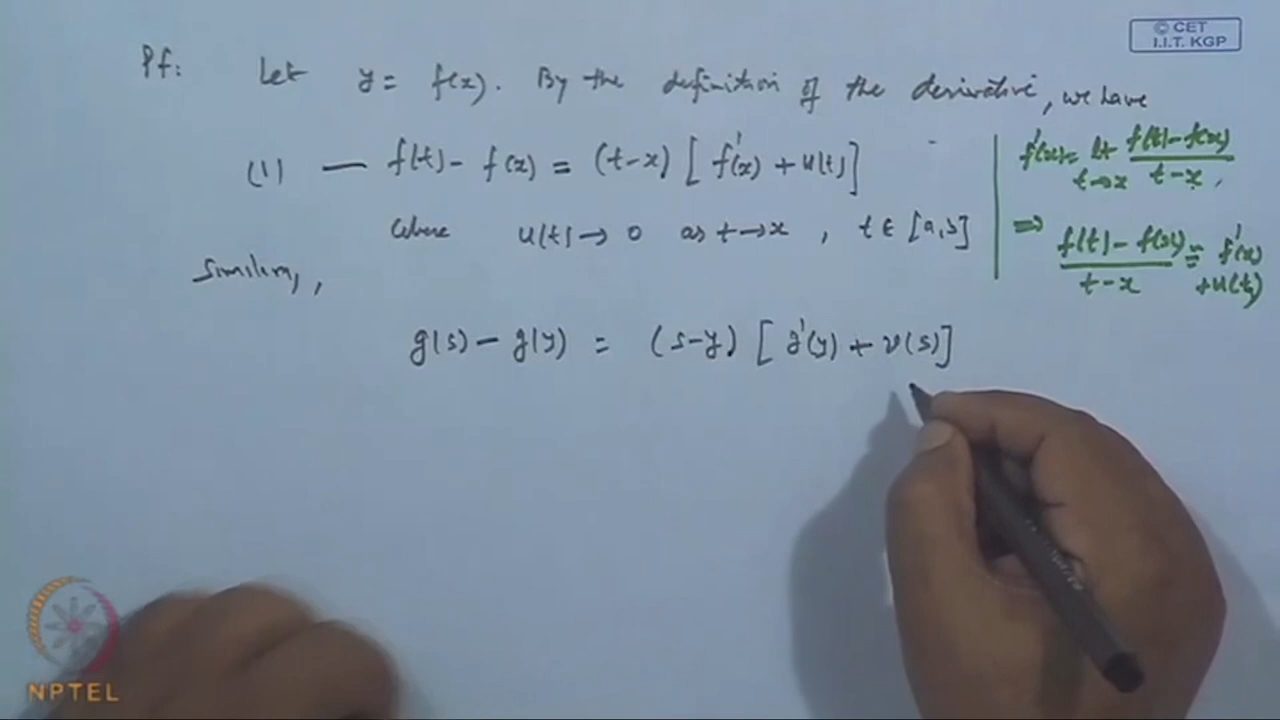 © CET
I.I.T. KGP
Pf: Let y = f(x). By the definition of the derivative, we have
(1) — f(t) - f(x) = (t-x) [ f'(x) + u(t) ]
where u(t) → 0 as t → x , t ∈ [a,b]
f'(x) = lt t→x f(t) - f(x) / t-x ,
⇒ f(t) - f(x) / t-x = f'(x) + u(t)
Similarly,
g(s) - g(y) = (s-y) [ g'(y) + v(s) ]
NPTEL